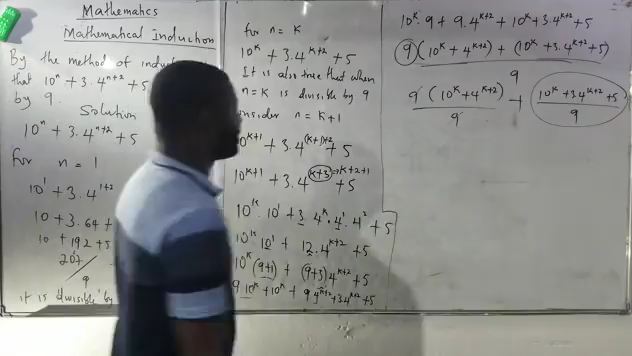 Mathematics
Mathematical Induction
By the method of
that 10ⁿ + 3.4ⁿ⁺² + 5
by 9.
Solution
10ⁿ + 3.4ⁿ⁺² + 5
for n = 1
10¹ + 3.4¹⁺²
10 + 3.64 +
10 + 192 + 5
207
9
it is divisible by
for n = K
10ᴷ + 3.4ᴷ⁺² + 5
It is also true that when
n = K is divisible by 9
n = K+1
10ᴷ⁺¹ + 3.4⁽ᴷ⁺¹⁾⁺² + 5
10ᴷ⁺¹ + 3.4ᴷ⁺³ ⇒ᴷ⁺²⁺¹ + 5
10ᴷ. 10¹ + 3 4ᴷ. 4¹. 4² + 5
10ᴷ 10¹ + 12. 4ᴷ⁺² + 5
10ᴷ (9+1) + (9+3) 4ᴷ⁺² + 5
9 10ᴷ + 10ᴷ + 9 4ᴷ⁺² + 3 4ᴷ⁺² + 5
10ᴷ. 9 + 9. 4ᴷ⁺² + 10ᴷ + 3.4ᴷ⁺² + 5
9 (10ᴷ + 4ᴷ⁺²) + (10ᴷ + 3.4ᴷ⁺² + 5)
9
9 (10ᴷ + 4ᴷ⁺²) + 10ᴷ + 3.4ᴷ⁺² + 5
9 9